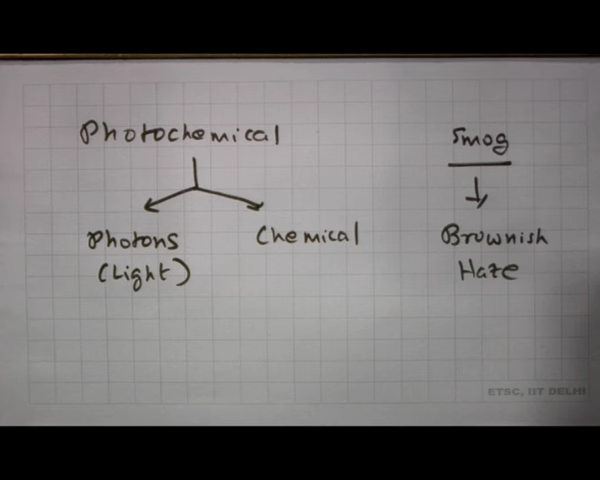 Photochemical
Smog
Photons
(Light)
Chemical
Brownish
Haze
ETSC, IIT DELHI